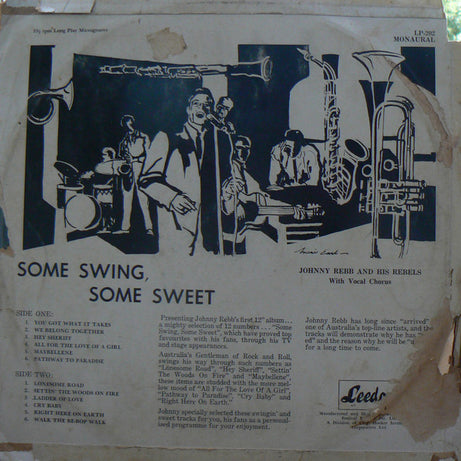 33⅓ rpm Long Play Microgroove
LP-202
MONAURAL
JOHNNY REBB AND HIS REBELS
With Vocal Chorus
SOME SWING,
SOME SWEET
SIDE ONE:
1. YOU GOT WHAT IT TAKES
2. WE BELONG TOGETHER
3. HEY SHERIFF
4. ALL FOR THE LOVE OF A GIRL
5. MAYBELLENE
6. PATHWAY TO PARADISE
SIDE TWO:
1. LONESOME ROAD
2. SETTIN' THE WOODS ON FIRE
3. LADDER OF LOVE
4. CRY BABY
5. RIGHT HERE ON EARTH
6. WALK THE BE-BOP WALK
Presenting Johnny Rebb's first 12" album...
a mighty selection of 12 numbers . . . "Some
Swing, Some Sweet", which have proved top
favourites with his fans, through his TV
and stage appearances.
Australia's Gentleman of Rock and Roll,
swings his way through such numbers as
"Lonesome Road", "Hey Sheriff", "Settin'
The Woods On Fire" and "Maybellene";
these items are studded with the more mel-
low mood of "All For The Love Of A Girl",
"Pathway to Paradise", "Cry Baby" and
"Right Here On Earth."
Johnny specially selected these swingin' and
sweet tracks for you, his fans as a personal-
ised programme for your enjoyment.
Johnny Rebb has long since "arrived"
one of Australia's top-line artists, and the
tracks will demonstrate why he has
ed" and the reason why he will be
ed for a long time to come.
Leedo